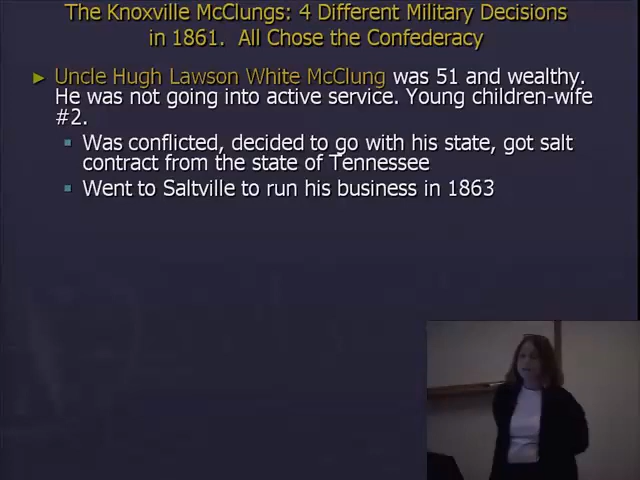 The Knoxville McClungs: 4 Different Military Decisions
in 1861. All Chose the Confederacy
Uncle Hugh Lawson White McClung was 51 and wealthy.
He was not going into active service. Young children-wife
#2.
Was conflicted, decided to go with his state, got salt
contract from the state of Tennessee
Went to Saltville to run his business in 1863